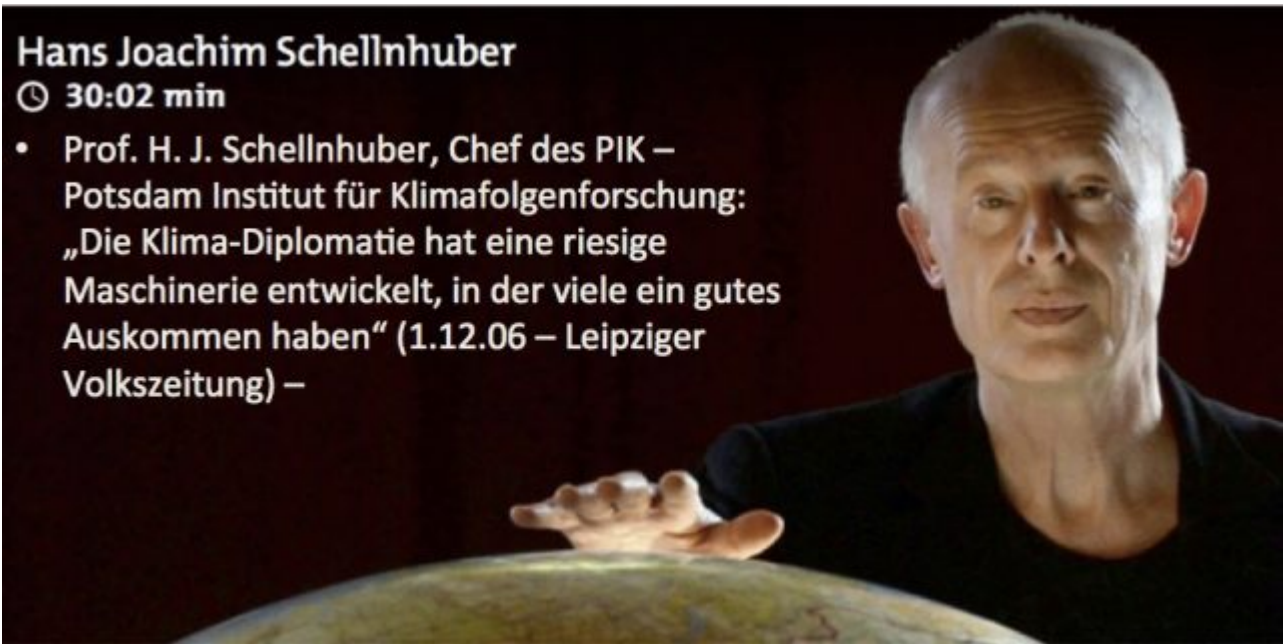 Hans Joachim Schellnhuber
30:02 min
• Prof. H. J. Schellnhuber, Chef des PIK –
Potsdam Institut für Klimafolgenforschung:
„Die Klima-Diplomatie hat eine riesige
Maschinerie entwickelt, in der viele ein gutes
Auskommen haben“ (1.12.06 – Leipziger
Volkszeitung) –